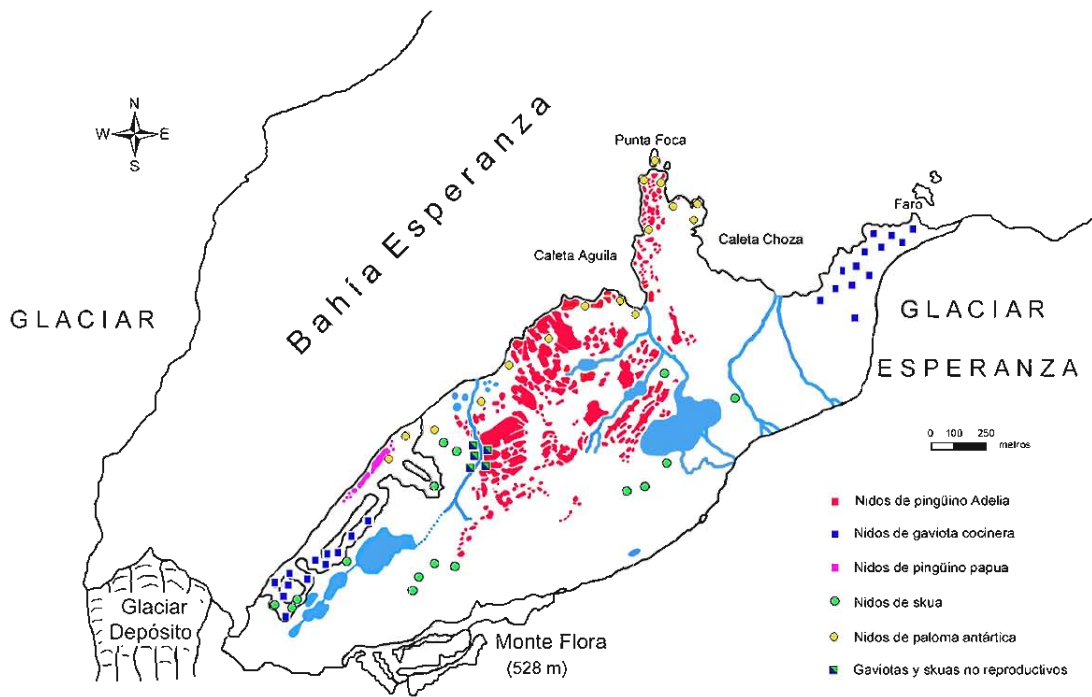 N
W E
S
Punta Foca
Faro
Bahía Esperanza
Caleta Aguila
Caleta Choza
GLACIAR
GLACIAR
ESPERANZA
0 100 250
metros
Nidos de pingüino Adelia
Nidos de gaviota cocinera
Nidos de pingüino papua
Nidos de skua
Nidos de paloma antártica
Gaviotas y skuas no reproductivos
Glaciar
Depósito
Monte Flora
(528 m)